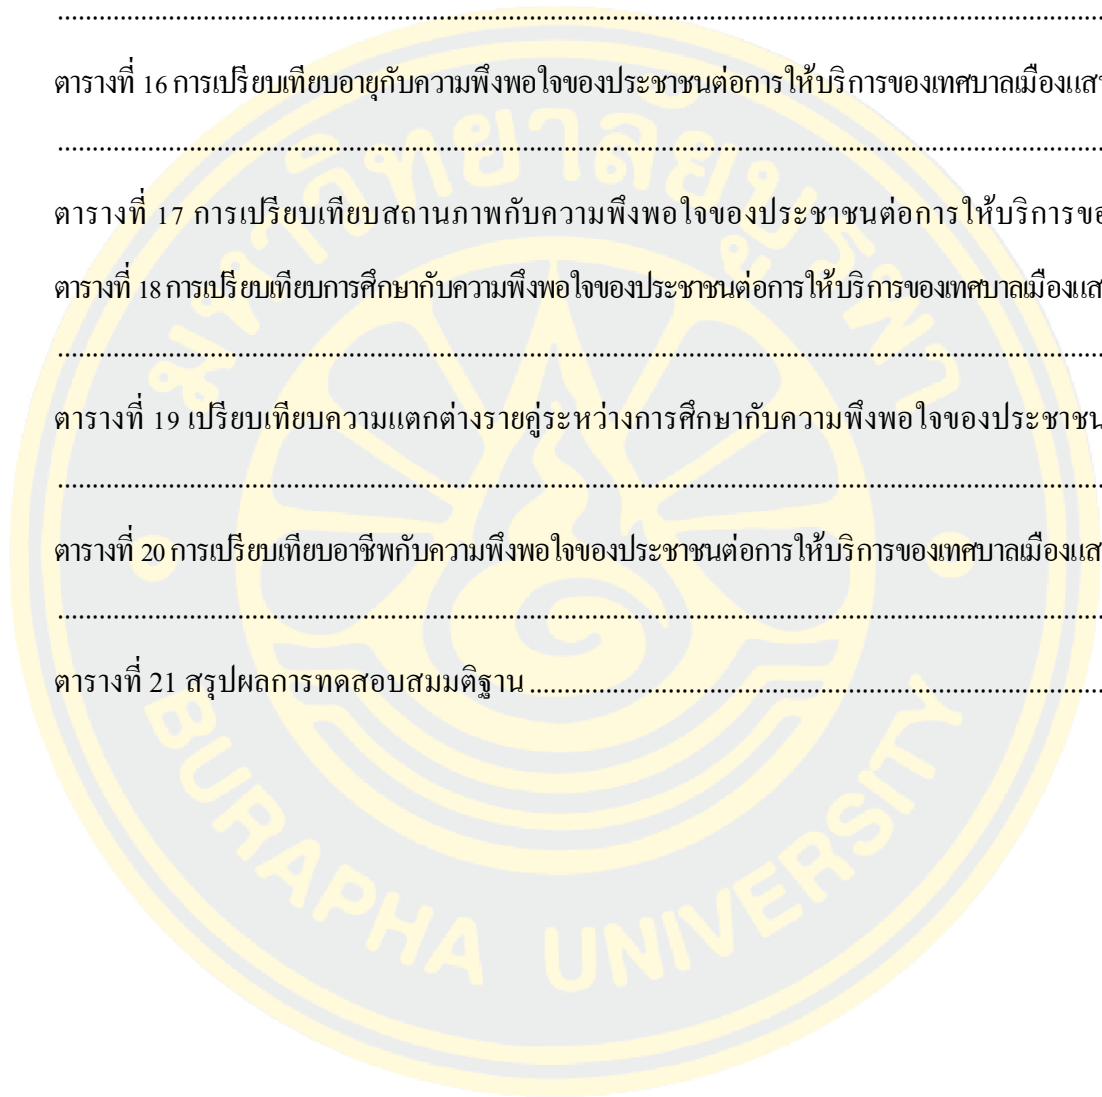 ........................................................................................................................
ตารางที่ 16 การเปรียบเทียบอายุกับความพึงพอใจของประชาชนต่อการให้บริการของเทศบาลเมืองแส
........................................................................................................................
ตารางที่ 17 การเปรียบเทียบสถานภาพกับความพึงพอใจของประชาชนต่อการให้บริการขอ
ตารางที่ 18 การเปรียบเทียบการศึกษากับความพึงพอใจของประชาชนต่อการให้บริการของเทศบาลเมืองแส
........................................................................................................................
ตารางที่ 19 เปรียบเทียบความแตกต่างรายคู่ระหว่างการศึกษากับความพึงพอใจของประชาชน
........................................................................................................................
ตารางที่ 20 การเปรียบเทียบอาชีพกับความพึงพอใจของประชาชนต่อการให้บริการของเทศบาลเมืองแส
........................................................................................................................
ตารางที่ 21 สรุปผลการทดสอบสมมติฐาน........................................................................
มหาวิทยาลัยบูรพา
BURAPHA UNIVERSITY